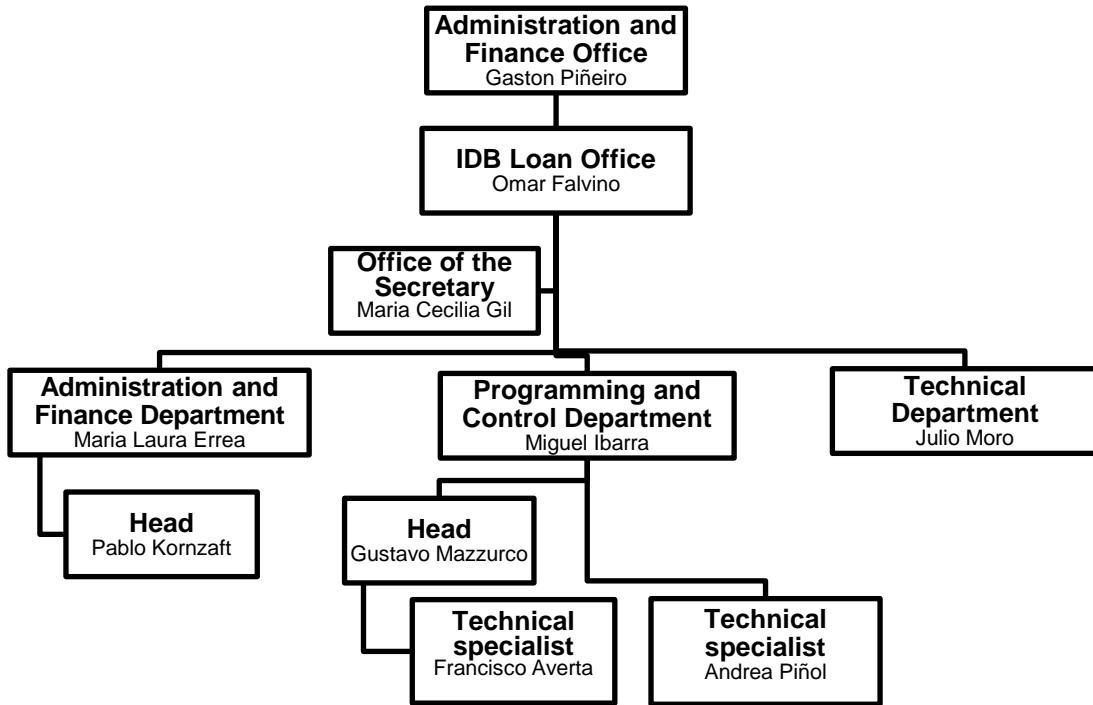 Administration and
Finance Office
Gaston Piñeiro
IDB Loan Office
Omar Falvino
Office of the
Secretary
Maria Cecilia Gil
Administration and
Finance Department
Maria Laura Errea
Programming and
Control Department
Miguel Ibarra
Technical
Department
Julio Moro
Head
Pablo Kornzaft
Head
Gustavo Mazzurco
Technical
specialist
Francisco Averta
Technical
specialist
Andrea Piñol